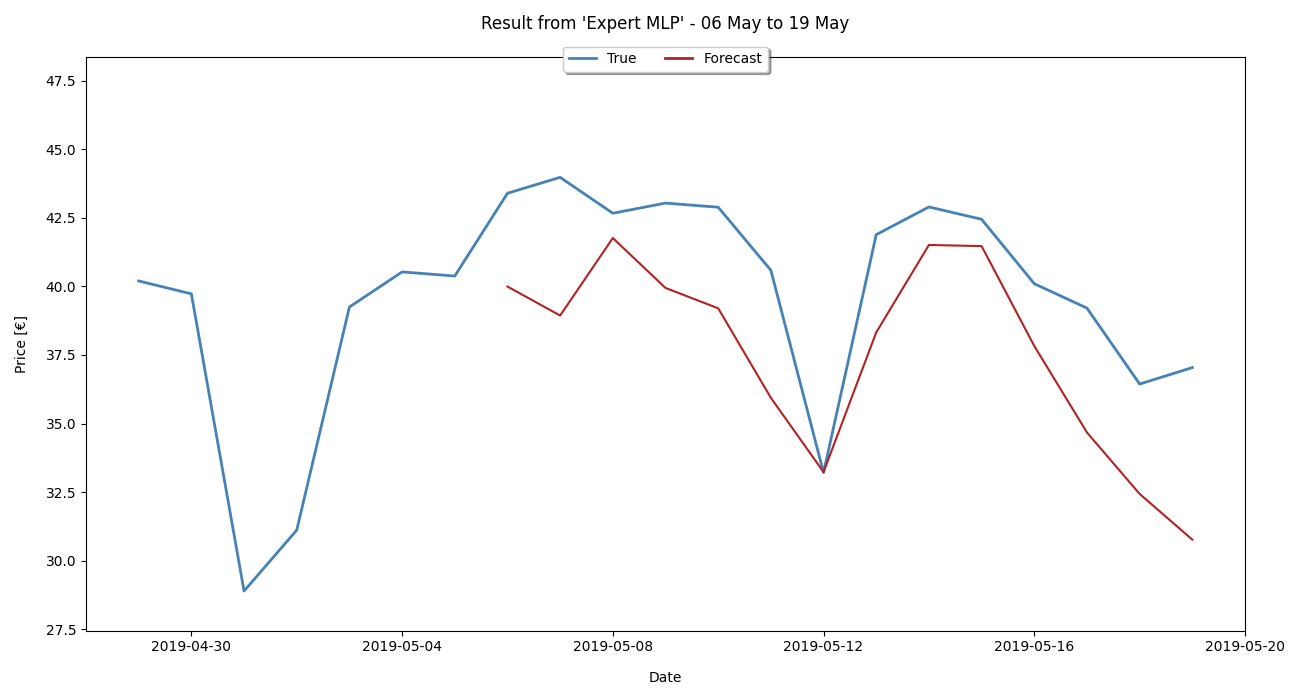 Result from 'Expert MLP' - 06 May to 19 May
True Forecast
47.5
45.0
42.5
40.0
37.5
35.0
32.5
30.0
27.5
Price [€]
2019-04-30 2019-05-04 2019-05-08 2019-05-12 2019-05-16 2019-05-20
Date